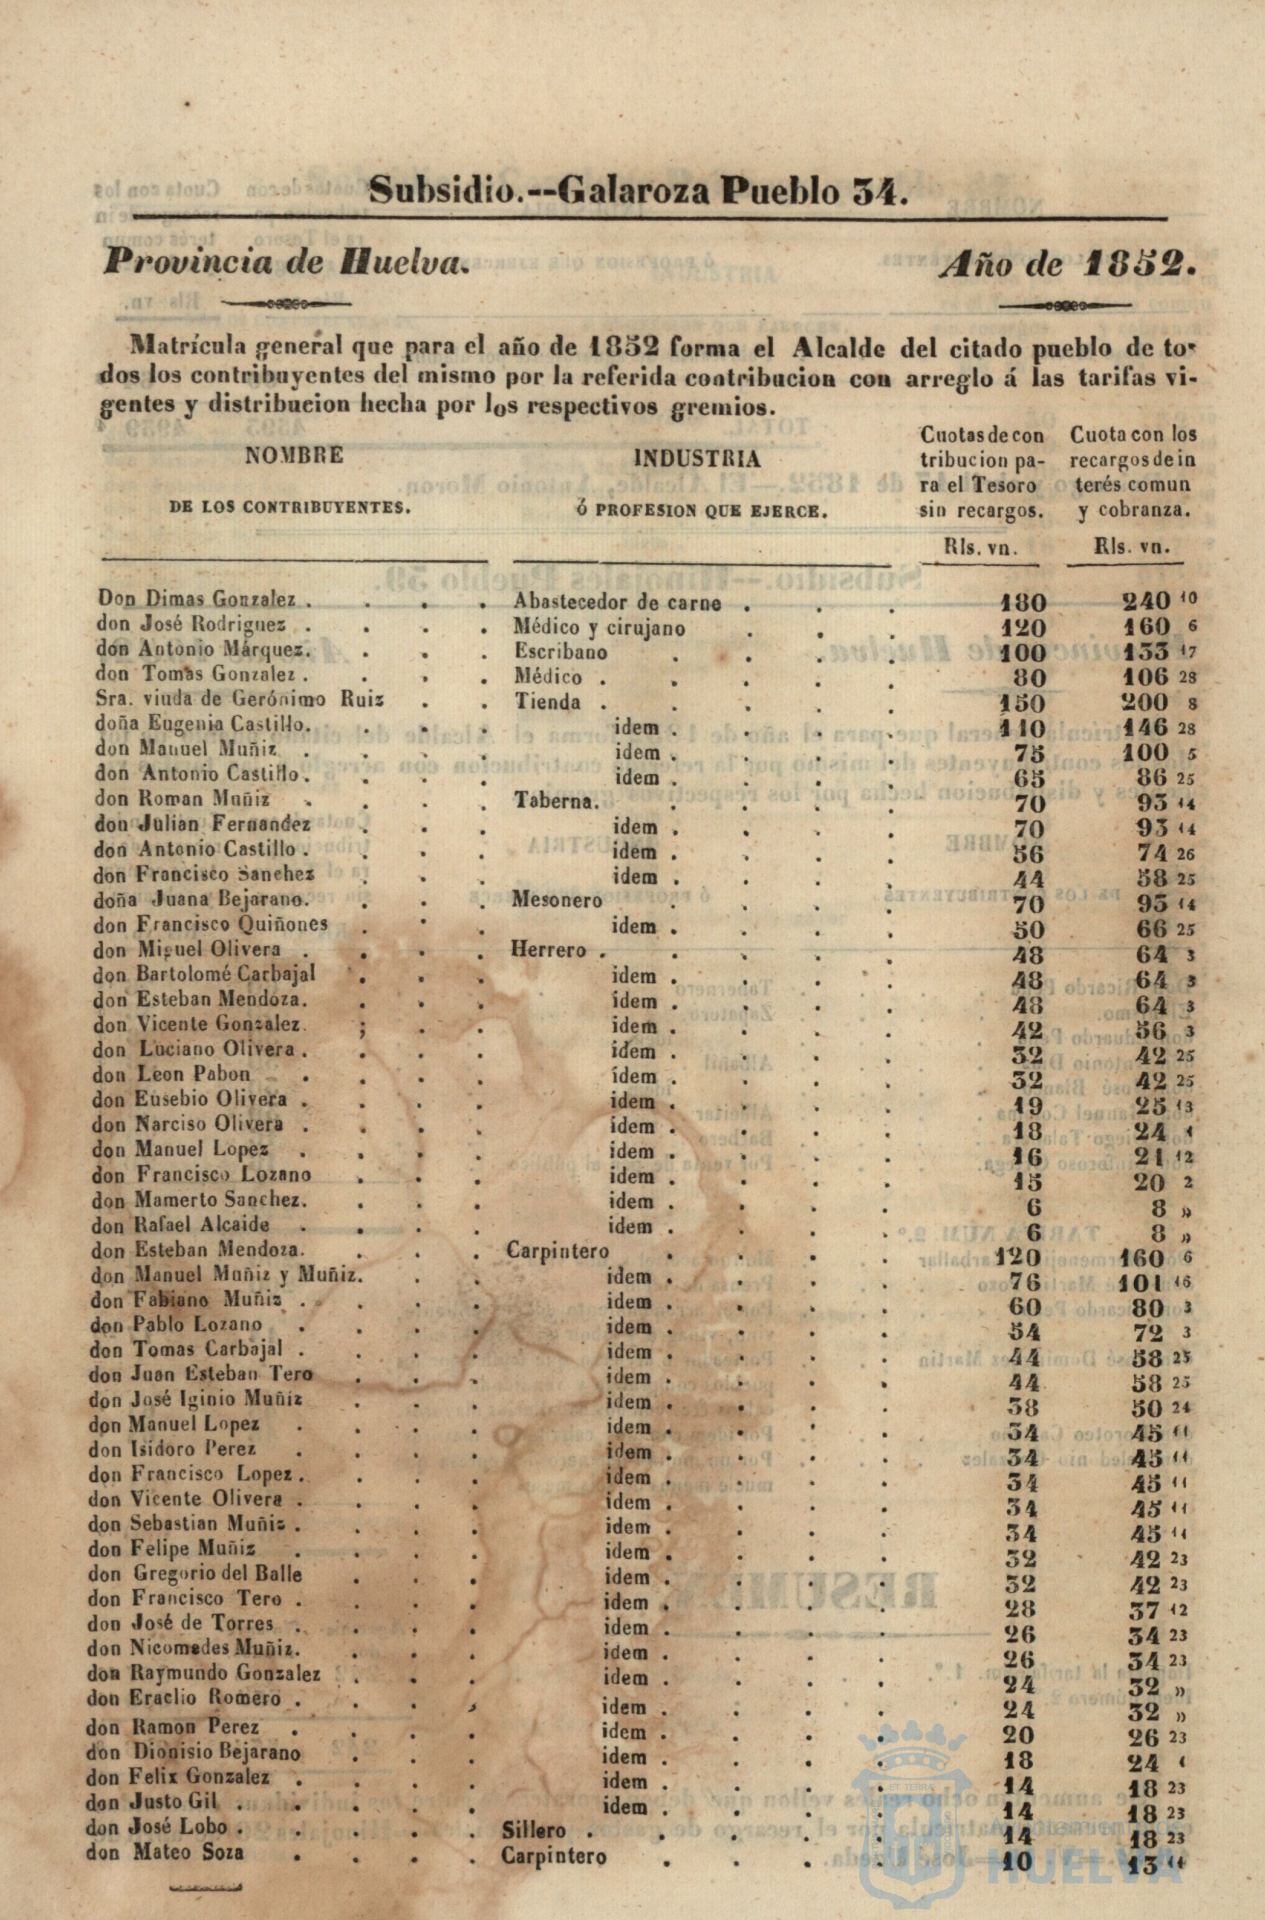 Subsidio.--Galaroza Pueblo 34.
Provincia de Huelva. Año de 1852.
Matrícula general que para el año de 1852 forma el Alcalde del citado pueblo de to-
dos los contribuyentes del mismo por la referida contribucion con arreglo á las tarifas vi-
gentes y distribucion hecha por los respectivos gremios.
NOMBRE
DE LOS CONTRIBUYENTES.
INDUSTRIA
ó PROFESION QUE EJERCE.
Cuotas de con
tribucion pa-
ra el Tesoro
sin recargos.
Rls. vn.
Cuota con los
recargos de in
terés comun
y cobranza.
Rls. vn.
Don Dimas Gonzalez . . . . Abastecedor de carne . . . 180 240 10
don José Rodriguez . . . . Médico y cirujano . . . 120 160 6
don Antonio Márquez. . . . Escribano . . . . 100 133 17
don Tomas Gonzalez . . . . Médico . . . . . 80 106 28
Sra. viuda de Gerónimo Ruiz . . Tienda . . . . . 150 200 8
doña Eugenia Castillo. . . . idem . . . . 110 146 28
don Manuel Muñiz . . . . idem . . . . 75 100 5
don Antonio Castillo . . . . idem . . . . 65 86 25
don Roman Muñiz . . . . Taberna. . . . . 70 93 14
don Julian Fernandez . . . idem . . . . 70 93 14
don Antonio Castillo . . . . idem . . . . 56 74 26
don Francisco Sanchez . . . idem . . . . 44 58 25
doña Juana Bejarano. . . . Mesonero . . . . 70 93 14
don Francisco Quiñones . . . idem . . . . 50 66 25
don Miguel Olivera . . . . Herrero . . . . . 48 64 3
don Bartolomé Carbajal . . . idem . . . . 48 64 3
don Esteban Mendoza. . . . idem . . . . 48 64 3
don Vicente Gonzalez. ; . . idem . . . . 42 56 3
don Luciano Olivera . . . . idem . . . . 32 42 25
don Leon Pabon . . . . idem . . . . 32 42 25
don Eusebio Olivera . . . . idem . . . . 19 25 13
don Narciso Olivera . . . . idem . . . . 18 24 1
don Manuel Lopez . . . . idem . . . . 16 21 12
don Francisco Lozano . . . idem . . . . 15 20 2
don Mamerto Sanchez. . . . idem . . . . 6 8 »
don Rafael Alcaide . . . . idem . . . . 6 8 »
don Esteban Mendoza. . . . Carpintero . . . . 120 160 6
don Manuel Muñiz y Muñiz. . . idem . . . . 76 101 16
don Fabiano Muñiz . . . . idem . . . . 60 80 3
don Pablo Lozano . . . . idem . . . . 54 72 3
don Tomas Carbajal . . . . idem . . . . 44 58 25
don Juan Esteban Tero . . . idem . . . . 44 58 25
don José Iginio Muñiz . . . idem . . . . 38 50 24
don Manuel Lopez . . . . idem . . . . 34 45 11
don Isidoro Perez . . . . idem . . . . 34 45 11
don Francisco Lopez . . . . idem . . . . 34 45 11
don Vicente Olivera . . . . idem . . . . 34 45 11
don Sebastian Muñiz . . . . idem . . . . 34 45 11
don Felipe Muñiz . . . . idem . . . . 32 42 23
don Gregorio del Balle . . . idem . . . . 32 42 23
don Francisco Tero . . . . idem . . . . 28 37 12
don José de Torres . . . . idem . . . . 26 34 23
don Nicomedes Muñiz. . . . idem . . . . 26 34 23
don Raymundo Gonzalez . . . idem . . . . 24 32 »
don Eraclio Romero . . . . idem . . . . 24 32 »
don Ramon Perez . . . . idem . . . . 20 26 23
don Dionisio Bejarano . . . idem . . . . 18 24 1
don Felix Gonzalez . . . . idem . . . . 14 18 23
don Justo Gil . . . . . idem . . . . 14 18 23
don José Lobo . . . . . Sillero . . . . . 14 18 23
don Mateo Soza . . . . Carpintero . . . . 10 13 11
ET TERRA
HUELVA